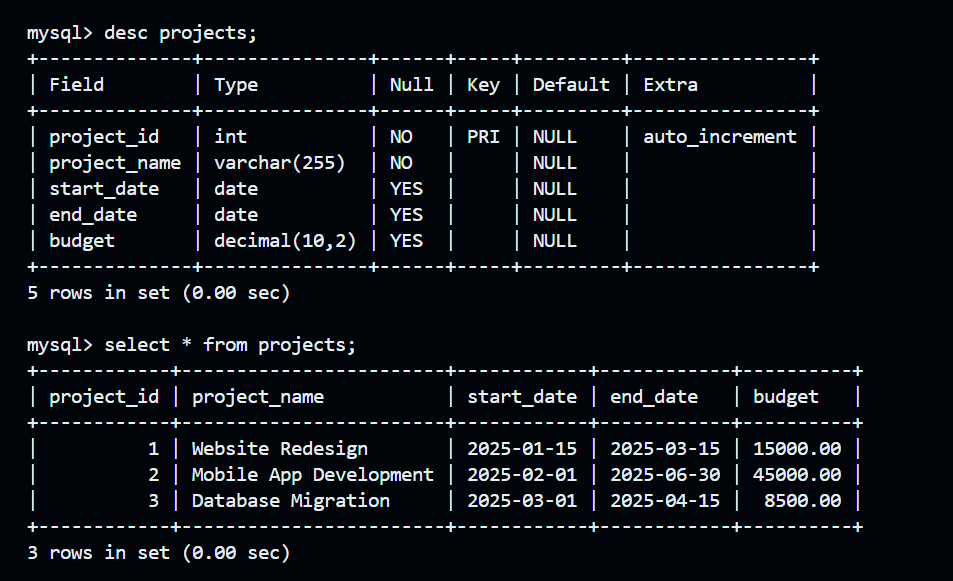 mysql> desc projects;
+--------------+---------------+------+-----+---------+----------------+
| Field        | Type          | Null | Key | Default | Extra          |
+--------------+---------------+------+-----+---------+----------------+
| project_id   | int           | NO   | PRI | NULL    | auto_increment |
| project_name | varchar(255)  | NO   |     | NULL    |                |
| start_date   | date          | YES  |     | NULL    |                |
| end_date     | date          | YES  |     | NULL    |                |
| budget       | decimal(10,2) | YES  |     | NULL    |                |
+--------------+---------------+------+-----+---------+----------------+
5 rows in set (0.00 sec)

mysql> select * from projects;
+------------+------------------------+------------+------------+----------+
| project_id | project_name           | start_date | end_date   | budget   |
+------------+------------------------+------------+------------+----------+
|          1 | Website Redesign       | 2025-01-15 | 2025-03-15 | 15000.00 |
|          2 | Mobile App Development | 2025-02-01 | 2025-06-30 | 45000.00 |
|          3 | Database Migration     | 2025-03-01 | 2025-04-15 |  8500.00 |
+------------+------------------------+------------+------------+----------+
3 rows in set (0.00 sec)